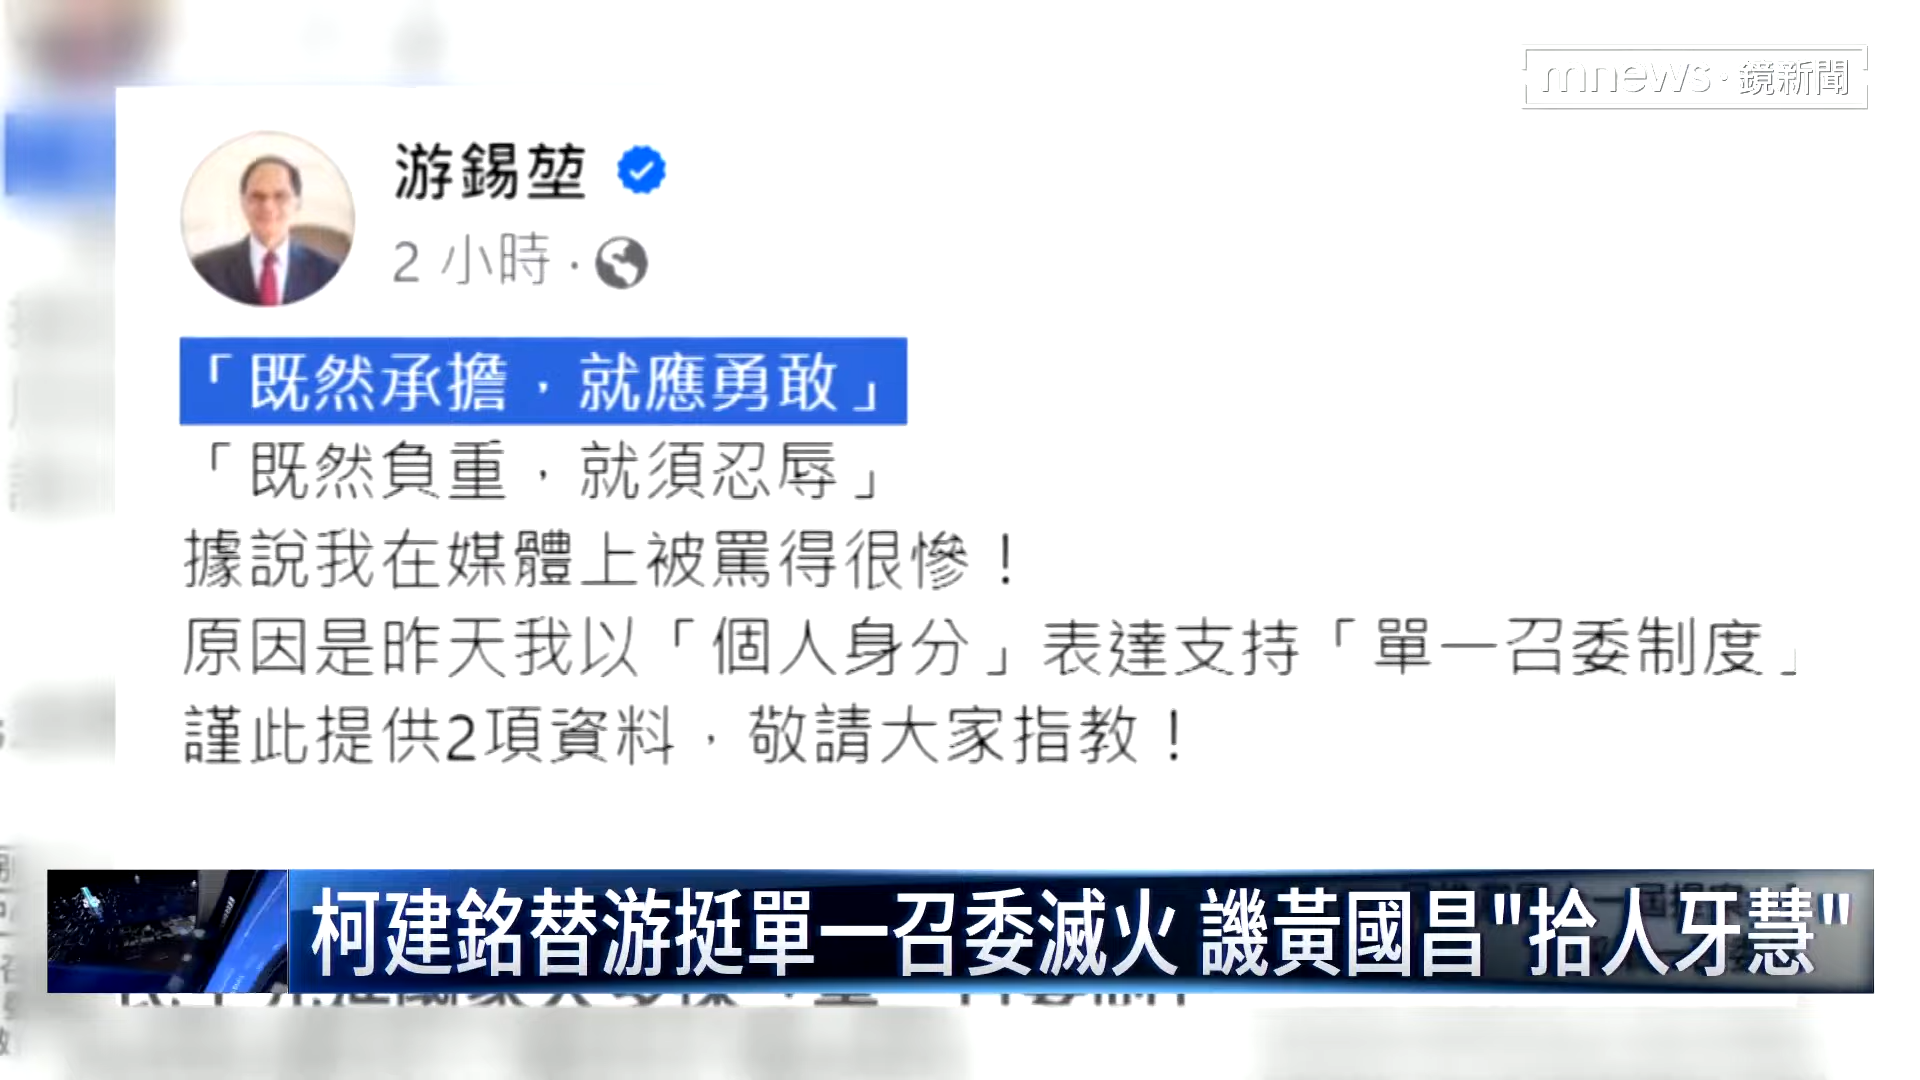 mnews·鏡新聞
游錫堃
2 小時·
「既然承擔，就應勇敢」
「既然負重，就須忍辱」
據說我在媒體上被罵得很慘！
原因是昨天我以「個人身分」表達支持「單一召委制度」
謹此提供2項資料，敬請大家指教！
柯建銘替游挺單一召委滅火 譏黃國昌"拾人牙慧"